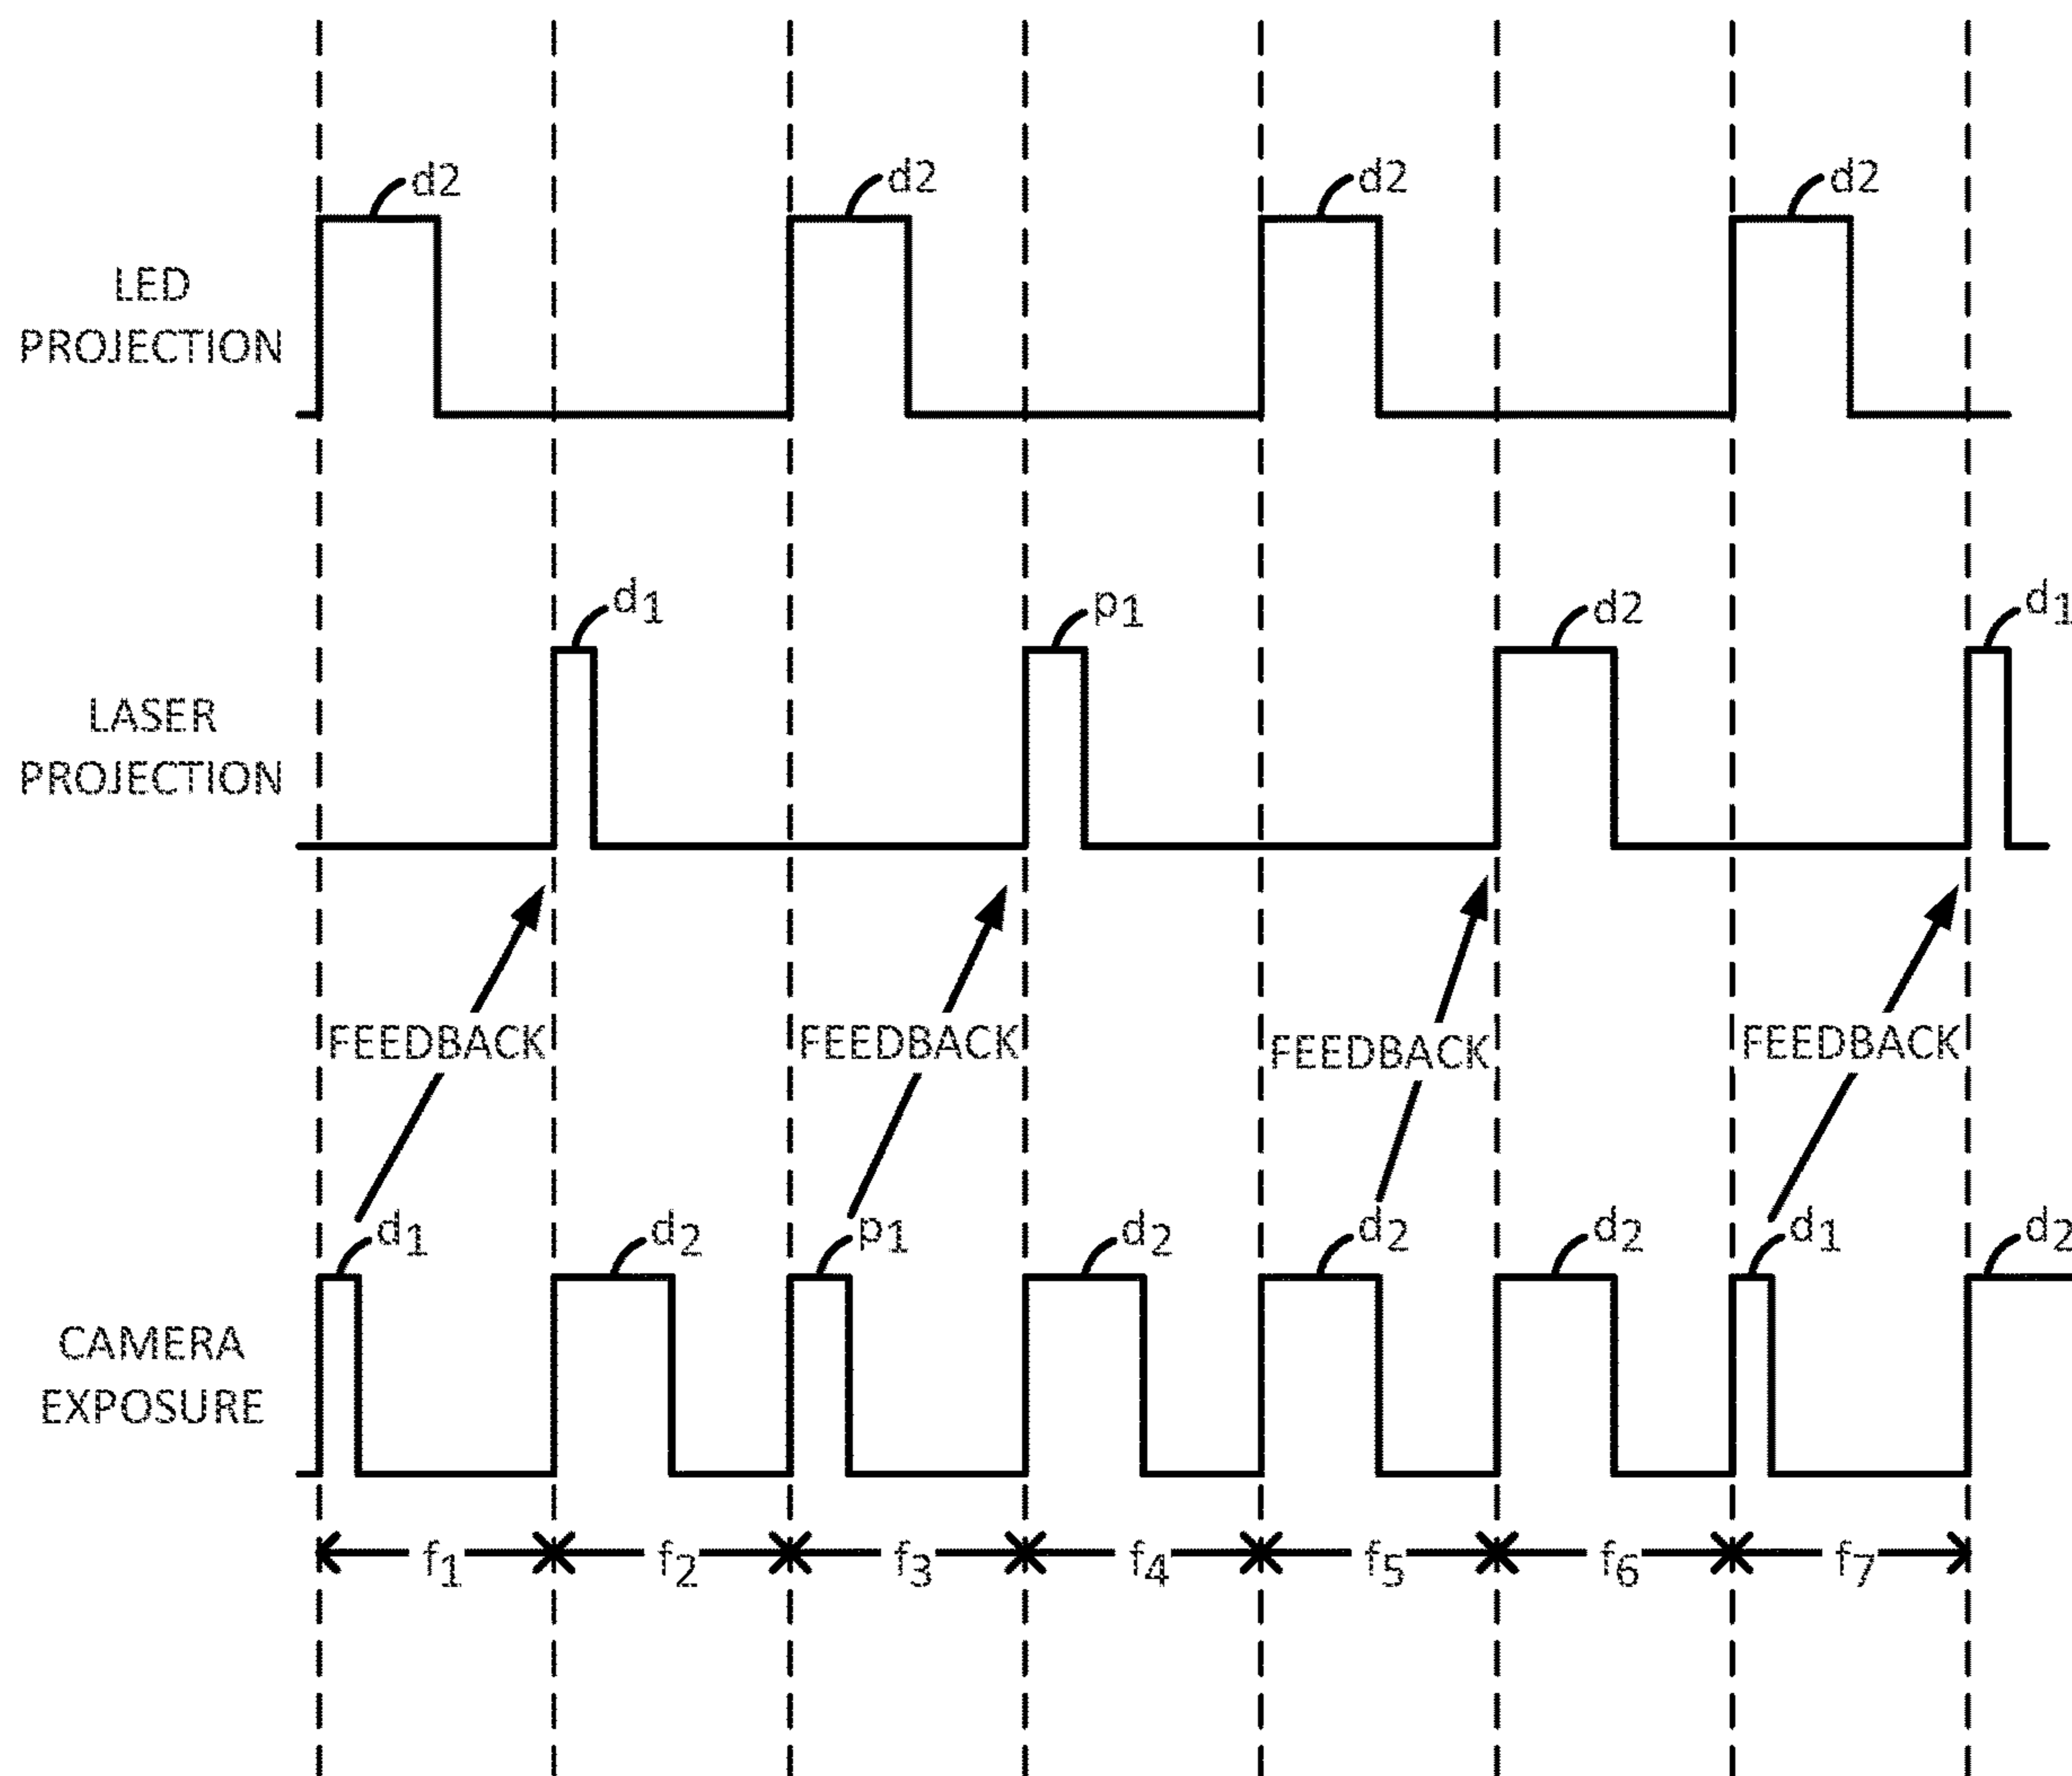 d2 d2 d2 d2
LED
PROJECTION
d1 p1 d2 d1
LASER
PROJECTION
FEEDBACK FEEDBACK FEEDBACK FEEDBACK
d1 d2 p1 d2 d2 d2 d1 d2
CAMERA
EXPOSURE
f1 f2 f3 f4 f5 f6 f7